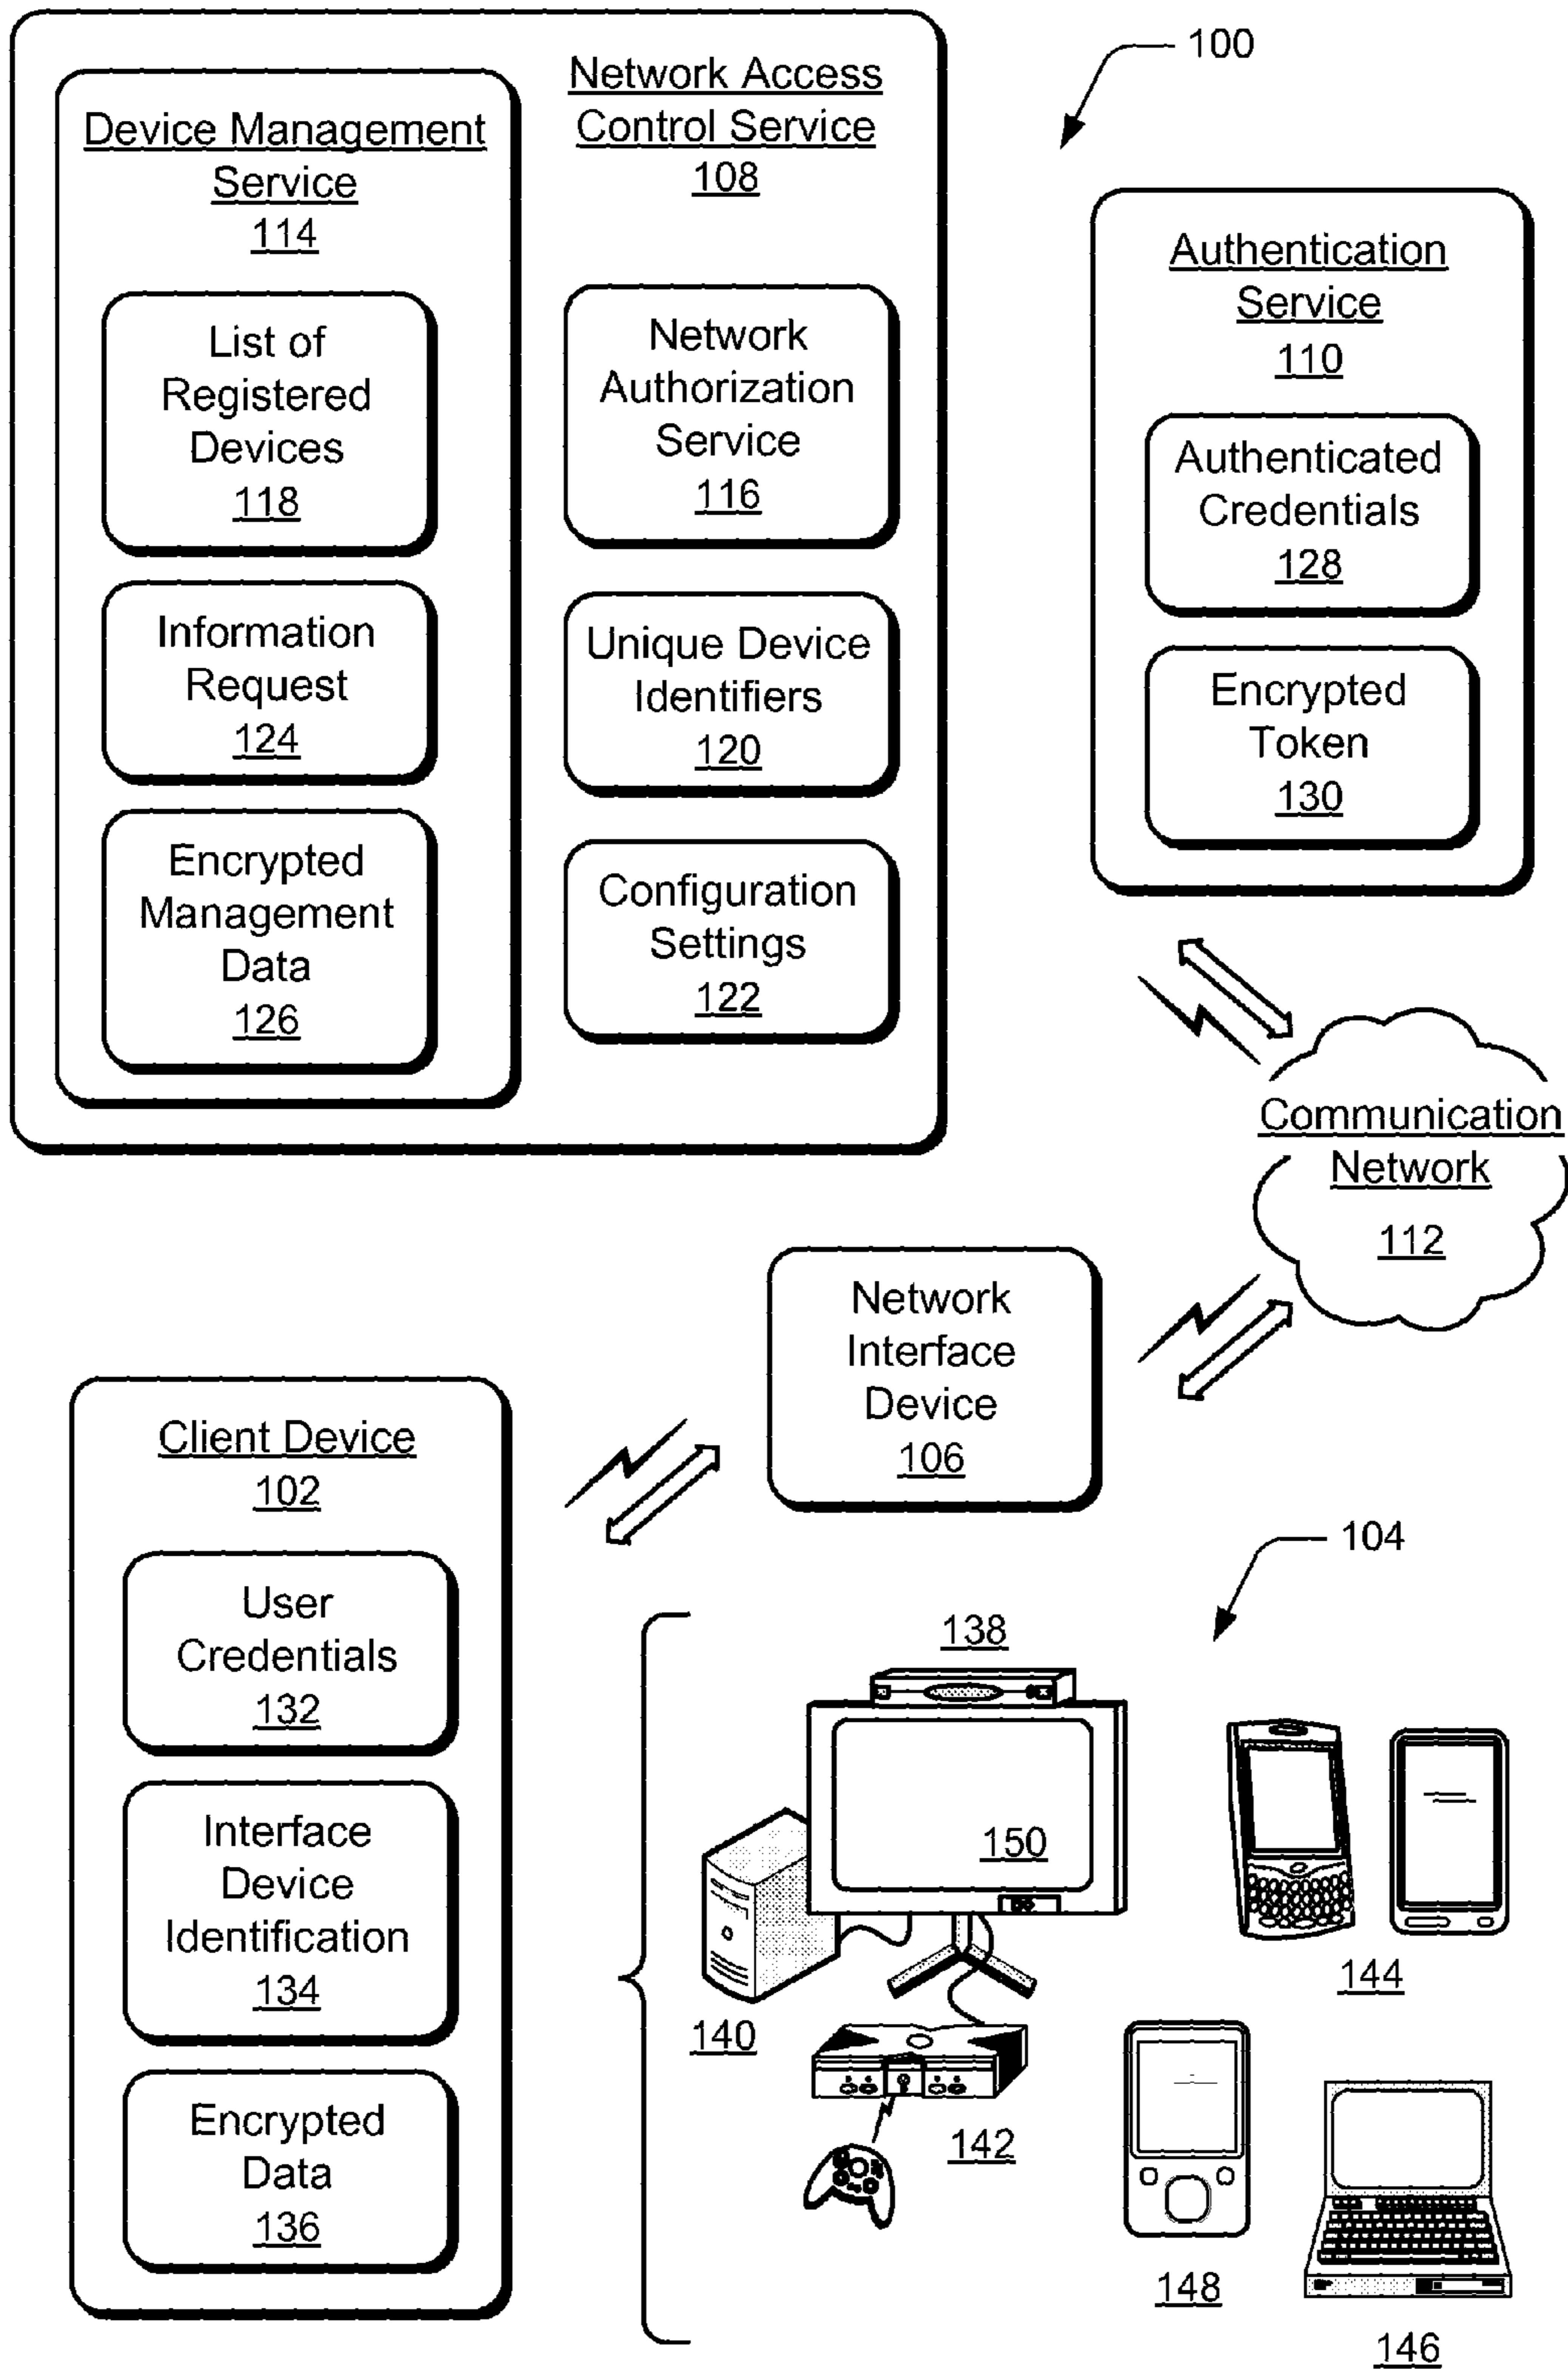 100
Network Access
Control Service
108
Device Management
Service
114
List of
Registered
Devices
118
Information
Request
124
Encrypted
Management
Data
126
Network
Authorization
Service
116
Unique Device
Identifiers
120
Configuration
Settings
122
Authentication
Service
110
Authenticated
Credentials
128
Encrypted
Token
130
Communication
Network
112
Network
Interface
Device
106
Client Device
102
User
Credentials
132
Interface
Device
Identification
134
Encrypted
Data
136
104
138
150
140
142
144
148
146